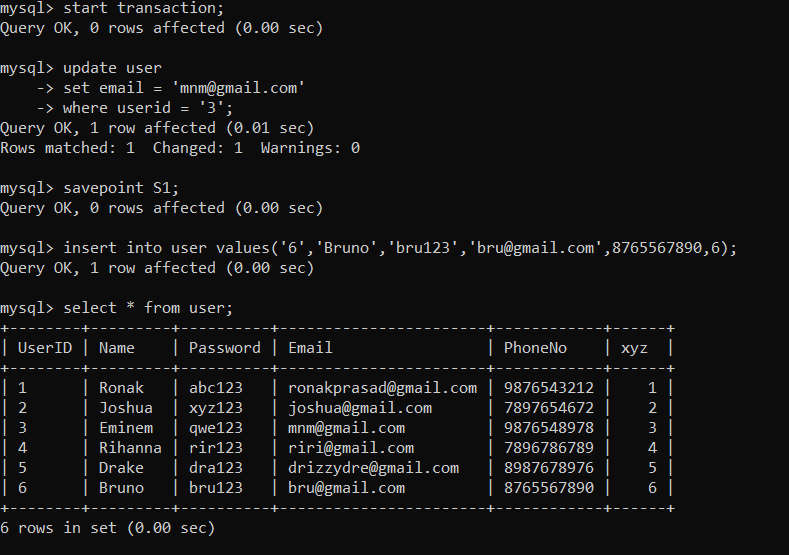 mysql> start transaction;
Query OK, 0 rows affected (0.00 sec)

mysql> update user
    -> set email = 'mnm@gmail.com'
    -> where userid = '3';
Query OK, 1 row affected (0.01 sec)
Rows matched: 1  Changed: 1  Warnings: 0

mysql> savepoint S1;
Query OK, 0 rows affected (0.00 sec)

mysql> insert into user values('6','Bruno','bru123','bru@gmail.com',8765567890,6);
Query OK, 1 row affected (0.00 sec)

mysql> select * from user;
+--------+---------+----------+-----------------------+------------+------+
| UserID | Name    | Password | Email                 | PhoneNo    | xyz  |
+--------+---------+----------+-----------------------+------------+------+
| 1      | Ronak   | abc123   | ronakprasad@gmail.com | 9876543212 |    1 |
| 2      | Joshua  | xyz123   | joshua@gmail.com      | 7897654672 |    2 |
| 3      | Eminem  | qwe123   | mnm@gmail.com         | 9876548978 |    3 |
| 4      | Rihanna | rir123   | riri@gmail.com        | 7896786789 |    4 |
| 5      | Drake   | dra123   | drizzydre@gmail.com   | 8987678976 |    5 |
| 6      | Bruno   | bru123   | bru@gmail.com         | 8765567890 |    6 |
+--------+---------+----------+-----------------------+------------+------+
6 rows in set (0.00 sec)